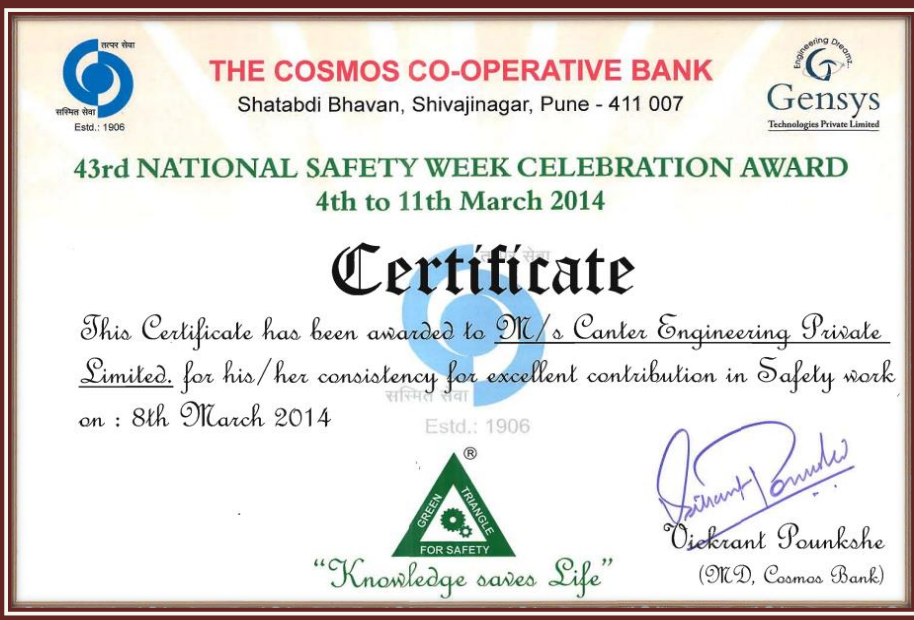 तत्पर सेवा
सस्मित सेवा
Estd.: 1906
THE COSMOS CO-OPERATIVE BANK
Shatabdi Bhavan, Shivajinagar, Pune - 411 007
Engineering Dreamz...
G
Gensys
Technologies Private Limited
43rd NATIONAL SAFETY WEEK CELEBRATION AWARD
4th to 11th March 2014
तत्पर सेवा
Certificate
This Certificate has been awarded to M/s Canter Engineering Private
Limited. for his/her consistency for excellent contribution in Safety work
सस्मित सेवा
on : 8th March 2014
Estd.: 1906
®
GREEN TRIANGLE
FOR SAFETY
"Knowledge saves Life"
Vickrant Pounkshe
(MD, Cosmos Bank)